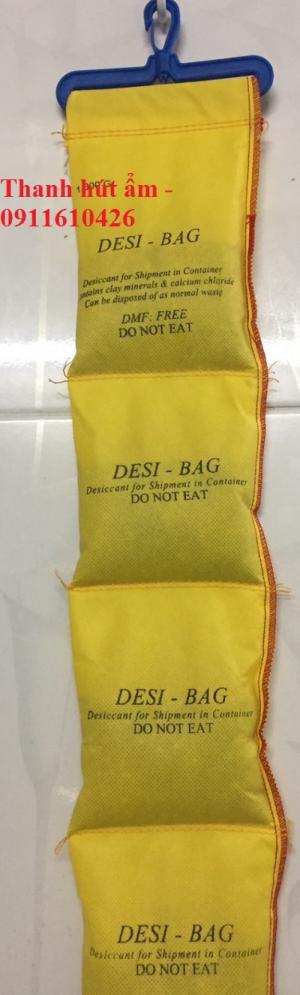 Thanh hut ẩm -
0911610426
DESI - BAG
Desiccant for Shipment in Container
contains clay minerals & calcium chloride
Can be disposed of as normal waste
DMF: FREE
DO NOT EAT
DESI - BAG
Desiccant for Shipment in Container
DO NOT EAT
DESI - BAG
Desiccant for Shipment in Container
DO NOT EAT
DESI - BAG
Desiccant for Shipment in Container
DO NOT EAT